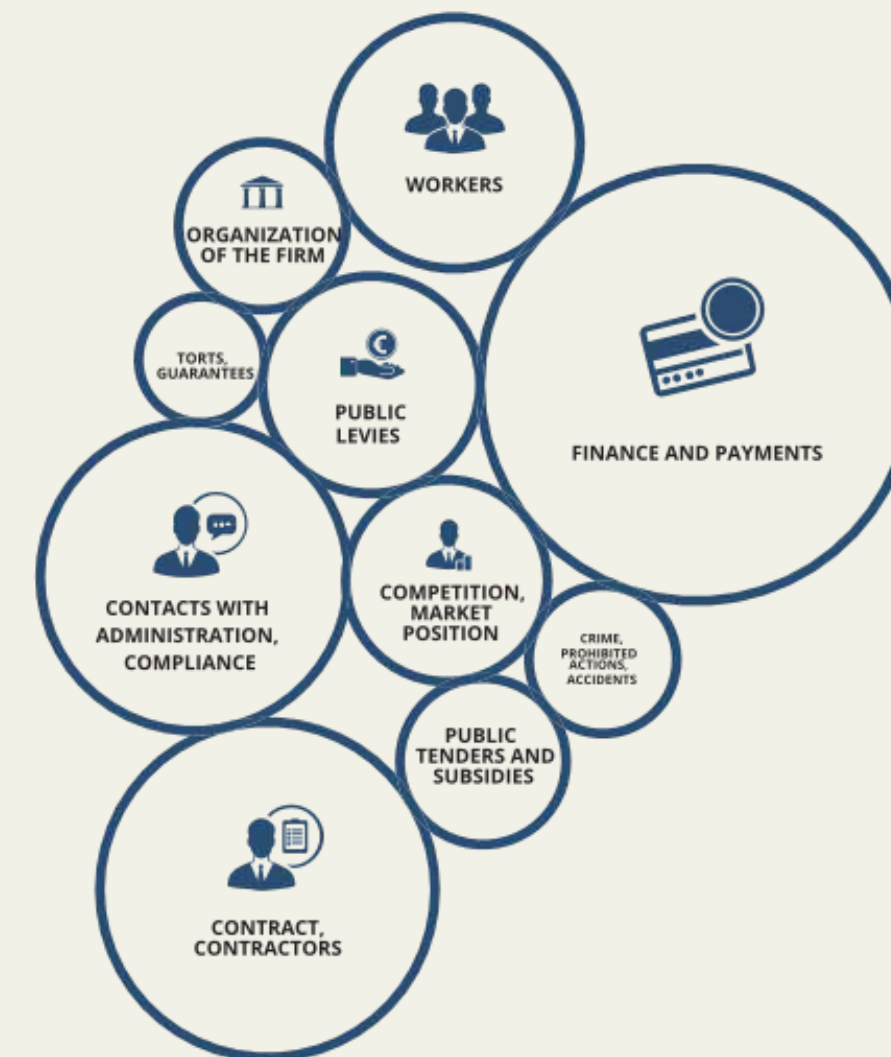 WORKERS
ORGANIZATION
OF THE FIRM
TORTS,
GUARANTEES
PUBLIC
LEVIES
FINANCE AND PAYMENTS
CONTACTS WITH
ADMINISTRATION,
COMPLIANCE
COMPETITION,
MARKET
POSITION
CRIME,
PROHIBITED
ACTIONS,
ACCIDENTS
PUBLIC
TENDERS AND
SUBSIDIES
CONTRACT,
CONTRACTORS